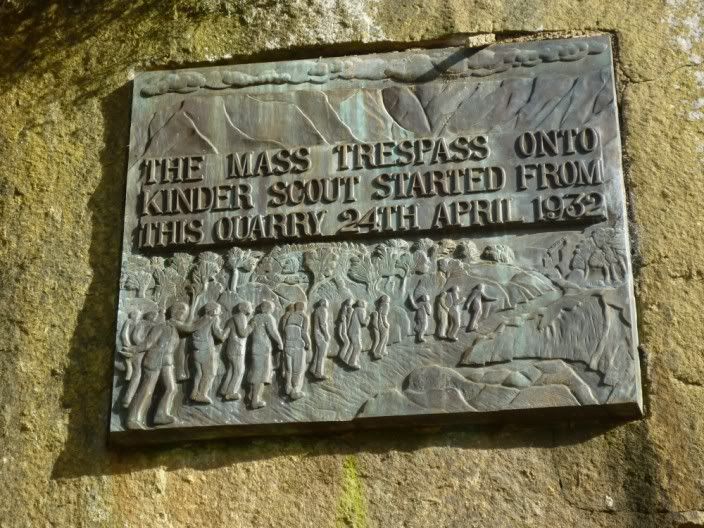 THE MASS TRESPASS ONTO
KINDER SCOUT STARTED FROM
THIS QUARRY 24TH APRIL 1932